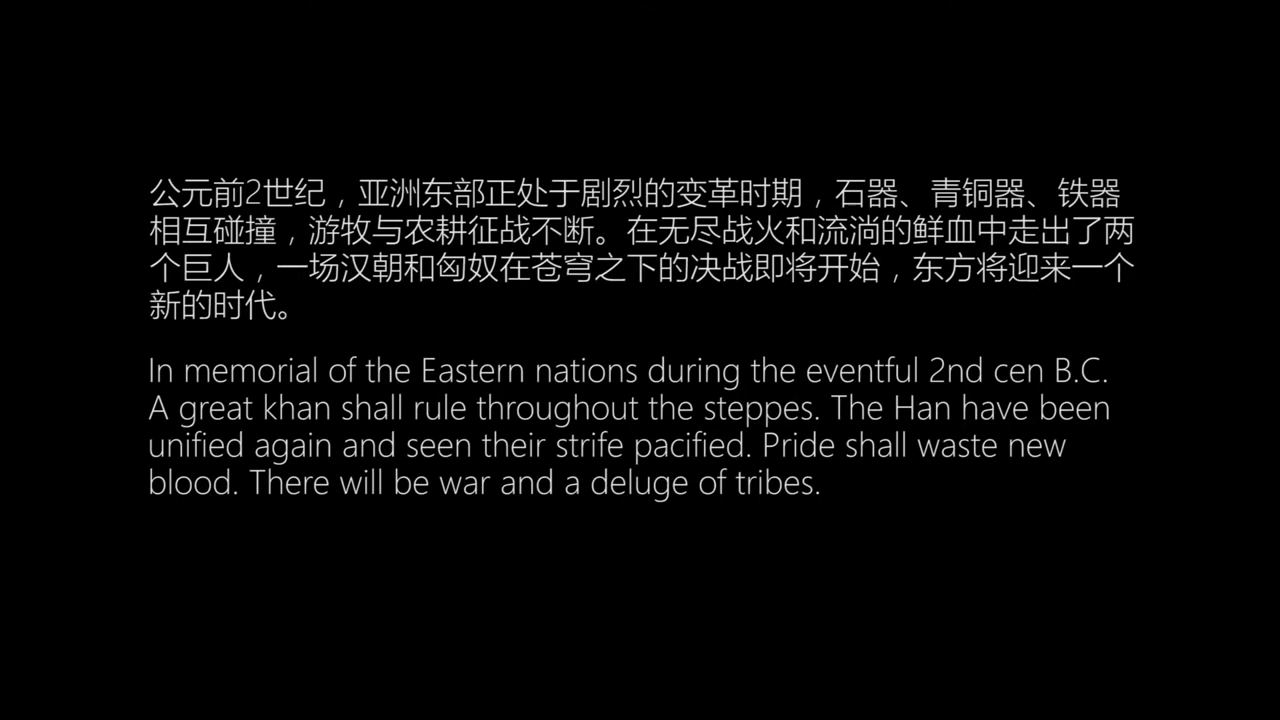 公元前2世纪，亚洲东部正处于剧烈的变革时期，石器、青铜器、铁器
相互碰撞，游牧与农耕征战不断。在无尽战火和流淌的鲜血中走出了两
个巨人，一场汉朝和匈奴在苍穹之下的决战即将开始，东方将迎来一个
新的时代。
In memorial of the Eastern nations during the eventful 2nd cen B.C.
A great khan shall rule throughout the steppes. The Han have been
unified again and seen their strife pacified. Pride shall waste new
blood. There will be war and a deluge of tribes.